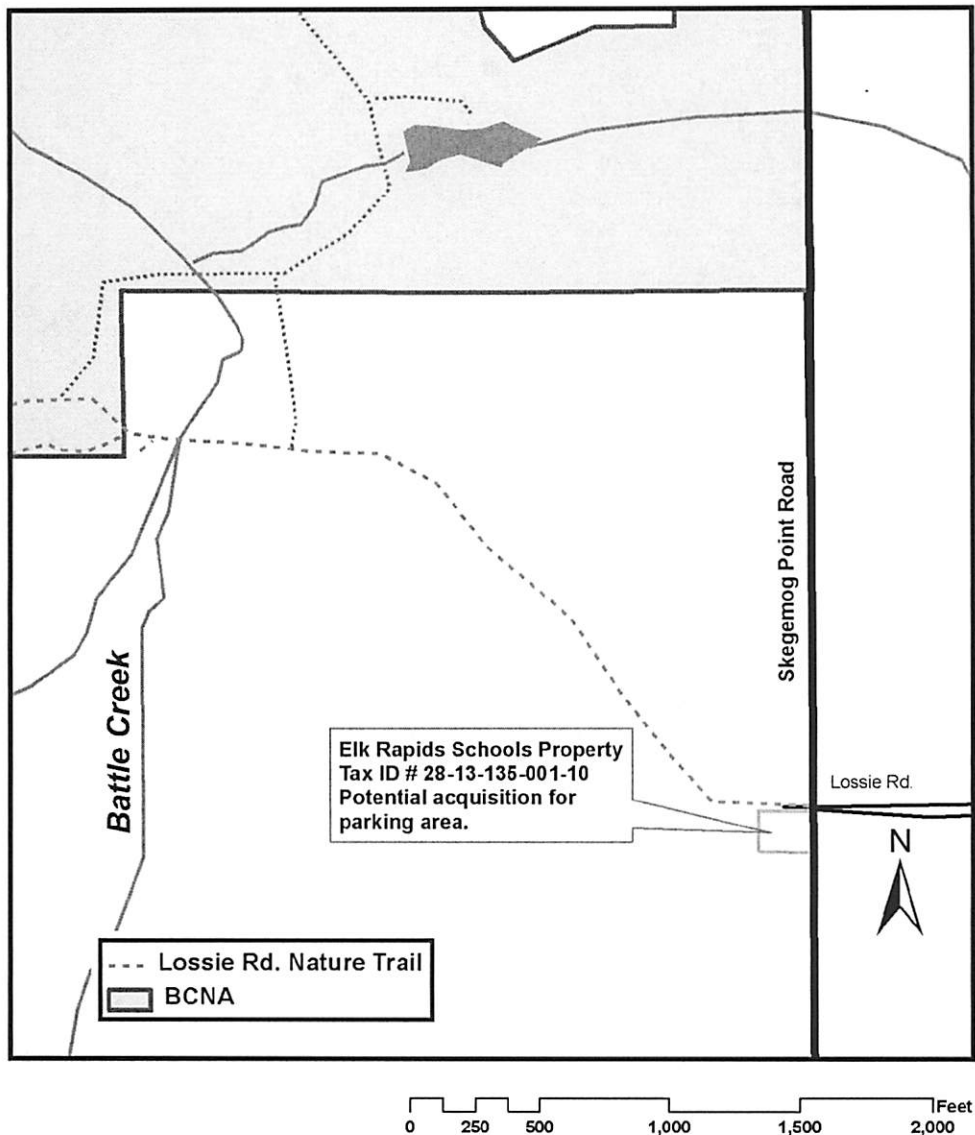 Skegemog Point Road
Battle Creek
Elk Rapids Schools Property
Tax ID # 28-13-135-001-10
Potential acquisition for
parking area.
Lossie Rd.
N
Lossie Rd. Nature Trail
BCNA
Feet
0 250 500 1,000 1,500 2,000